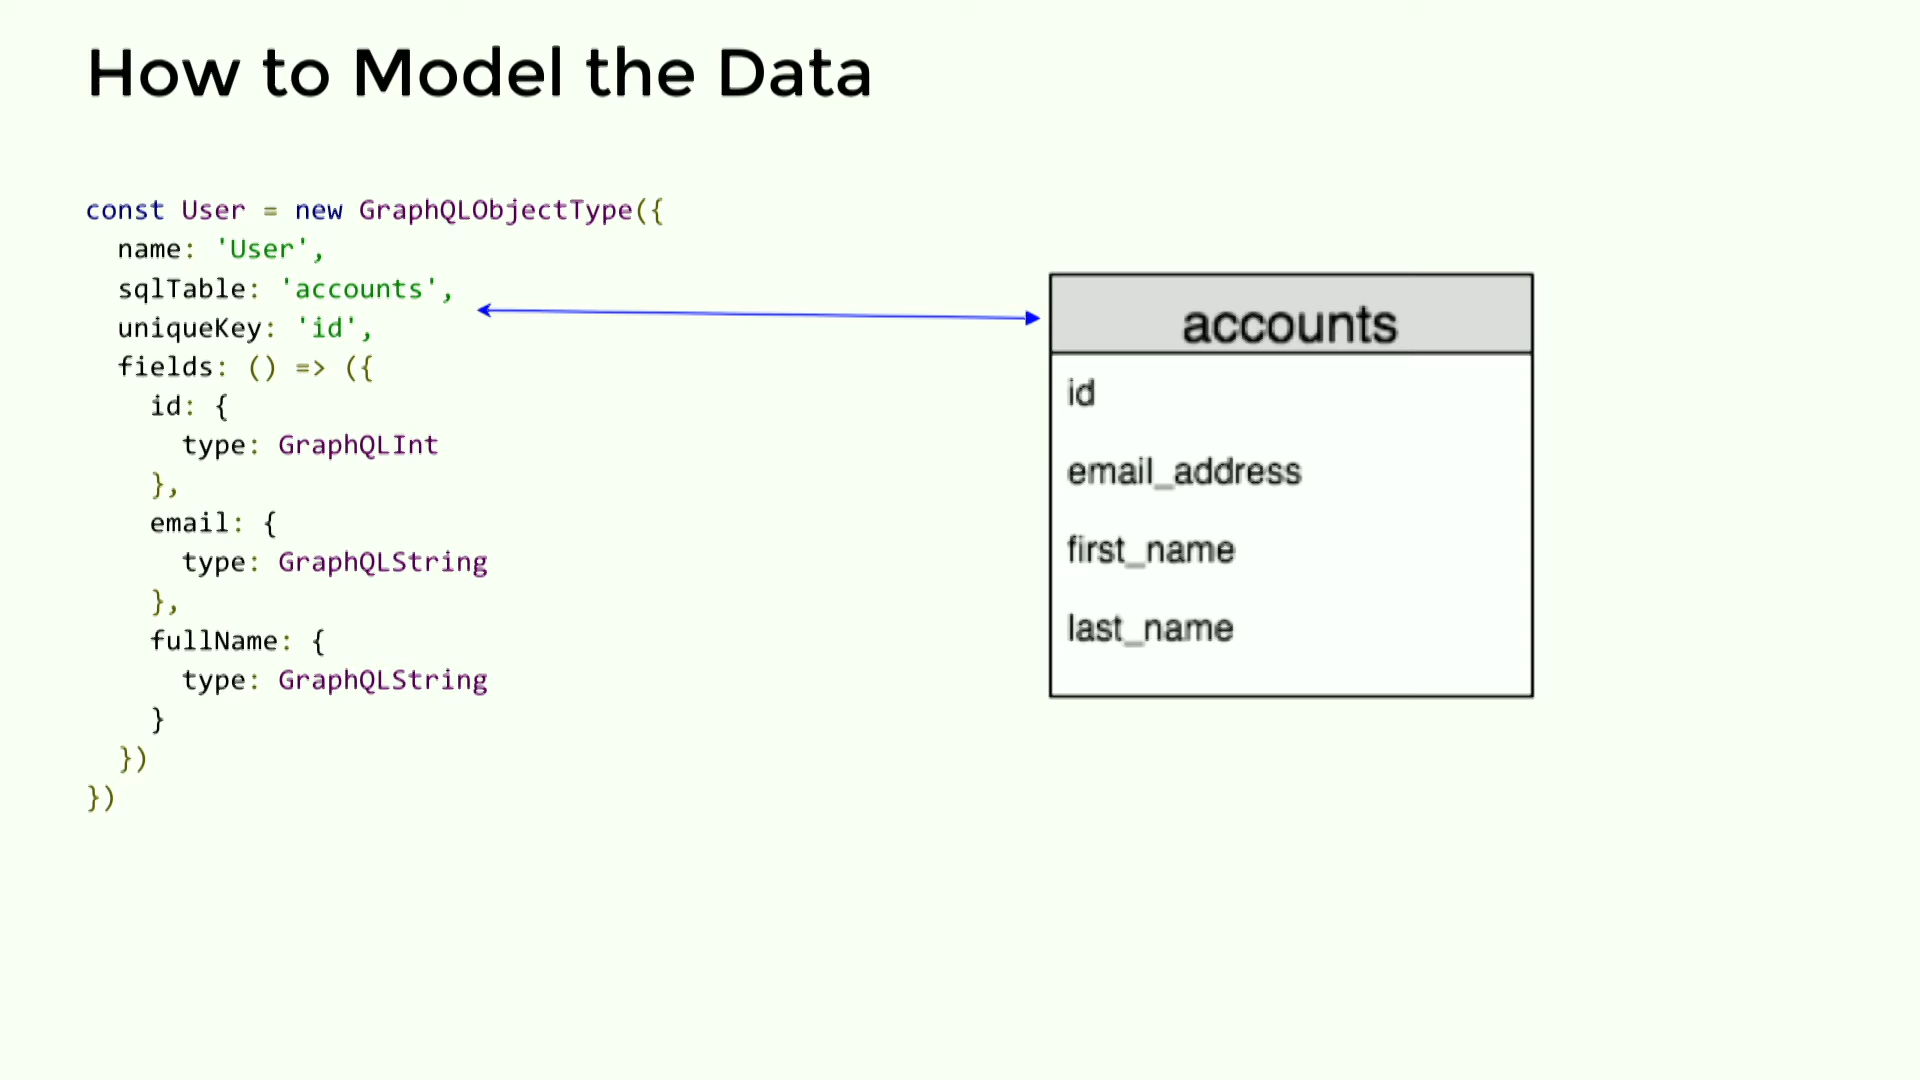 How to Model the Data
const User = new GraphQLObjectType({
  name: 'User',
  sqlTable: 'accounts',
  uniqueKey: 'id',
  fields: () => ({
    id: {
      type: GraphQLInt
    },
    email: {
      type: GraphQLString
    },
    fullName: {
      type: GraphQLString
    }
  })
})
accounts
id
email_address
first_name
last_name